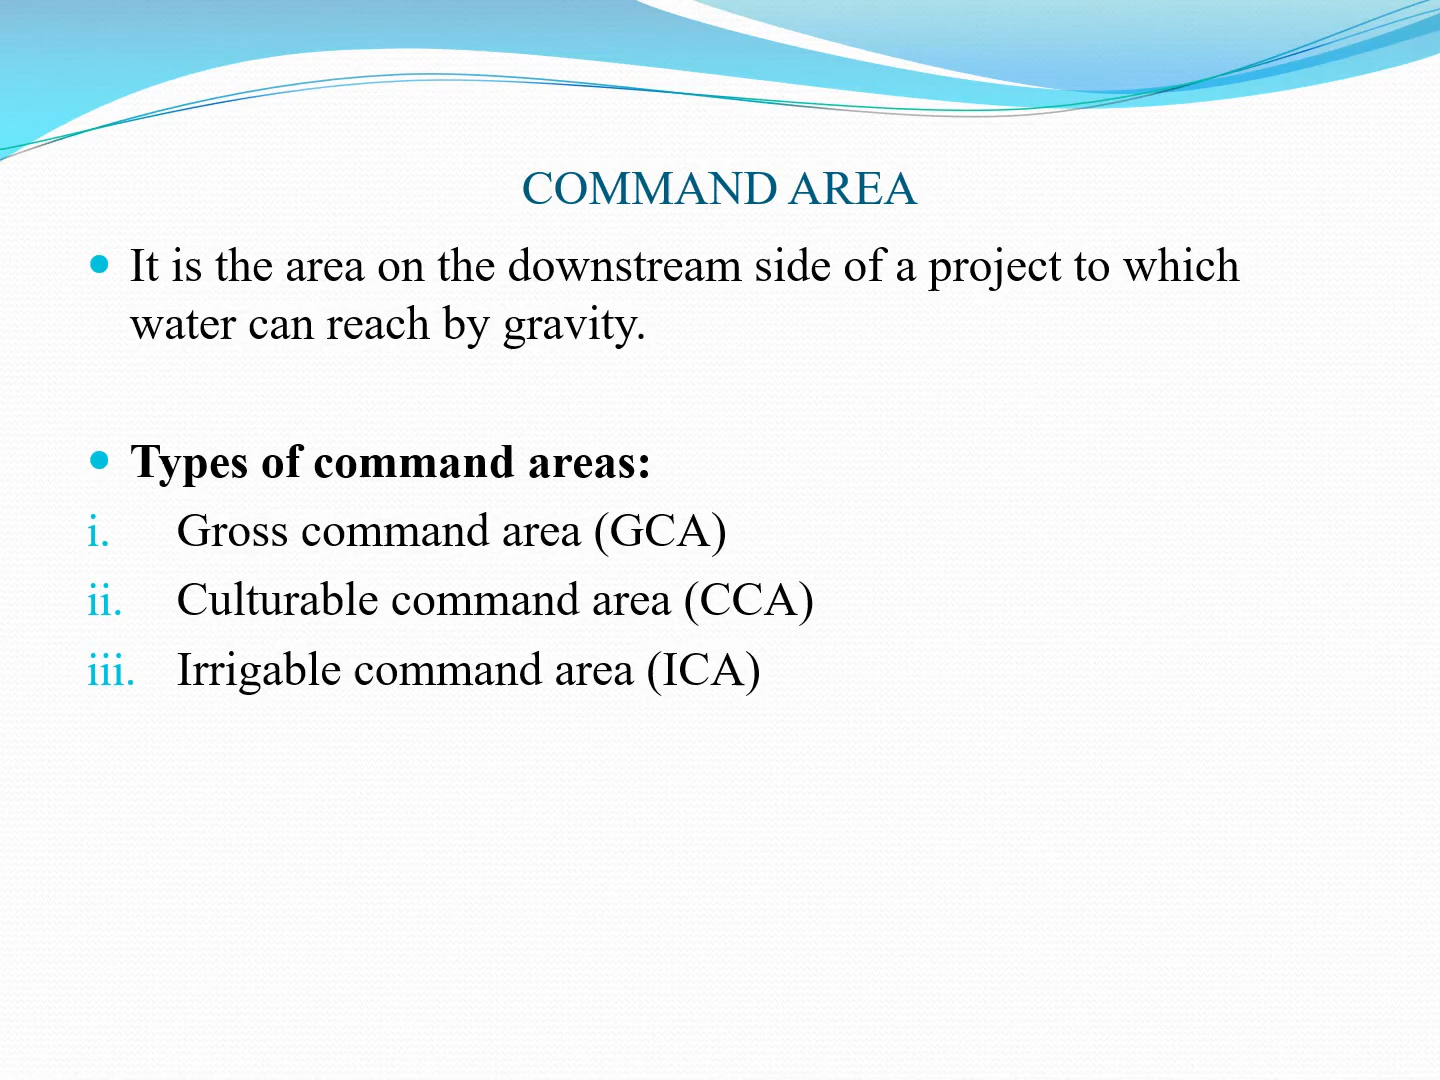 COMMAND AREA
• It is the area on the downstream side of a project to which
water can reach by gravity.
• Types of command areas:
i. Gross command area (GCA)
ii. Culturable command area (CCA)
iii. Irrigable command area (ICA)